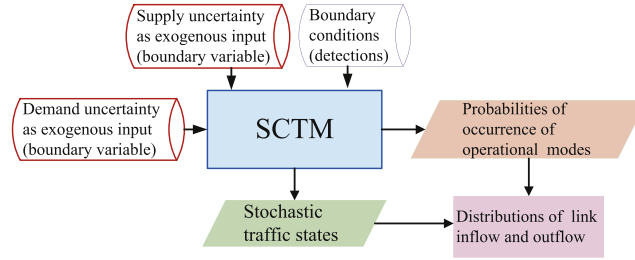 Supply uncertainty
as exogenous input
(boundary variable)
Boundary
conditions
(detections)
Demand uncertainty
as exogenous input
(boundary variable)
SCTM
Probabilities of
occurrence of
operational modes
Stochastic
traffic states
Distributions of link
inflow and outflow